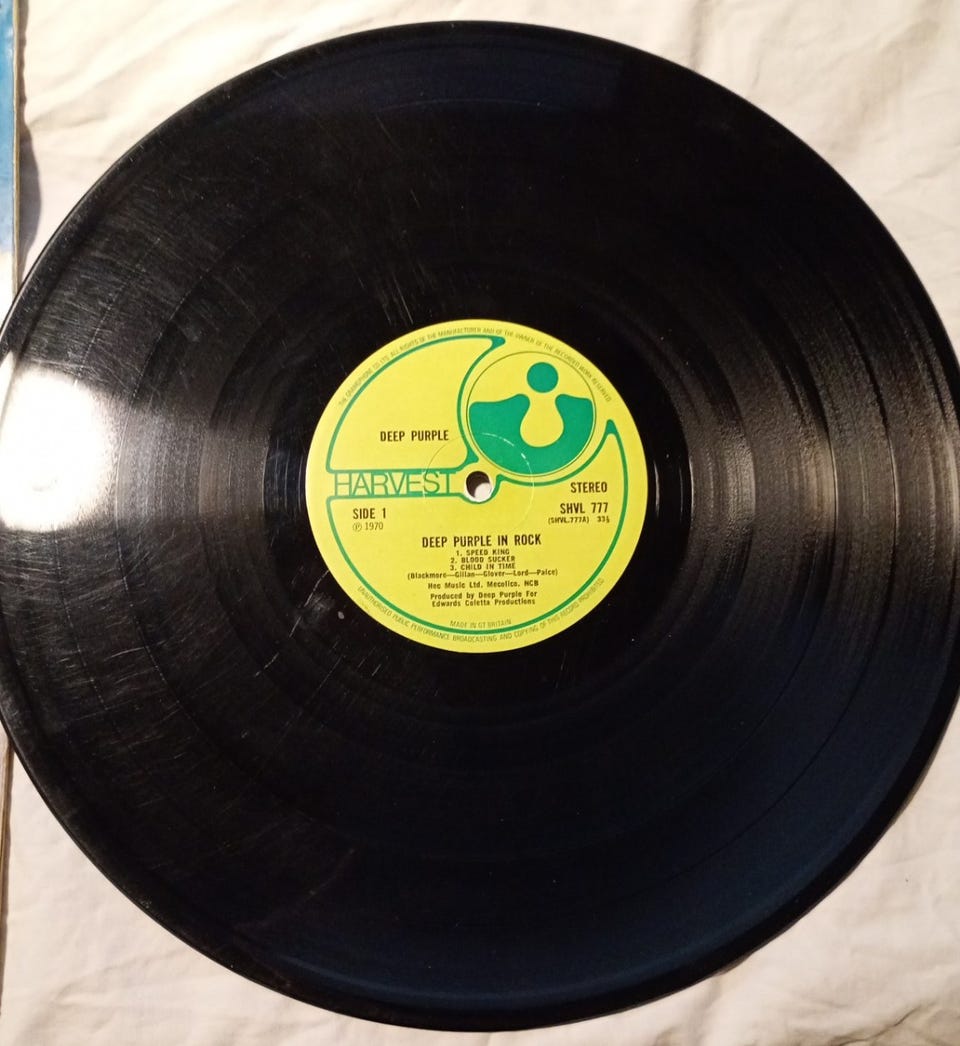 THE GRAMOPHONE CO LTD. ALL RIGHTS OF THE MANUFACTURER AND OF THE OWNER OF THE RECORDED WORK RESERVED
DEEP PURPLE
HARVEST
STEREO
SIDE 1
SHVL 777
℗ 1970
(SHVL.777A) 33⅓
DEEP PURPLE IN ROCK
1. SPEED KING
2. BLOOD SUCKER
3. CHILD IN TIME
(Blackmore—Gillan—Glover—Lord—Paice)
Hec Music Ltd, Mecolico, NCB
Produced by Deep Purple For
Edwards Coletta Productions
MADE IN GT BRITAIN
UNAUTHORISED PUBLIC PERFORMANCE BROADCASTING AND COPYING OF THIS RECORD PROHIBITED